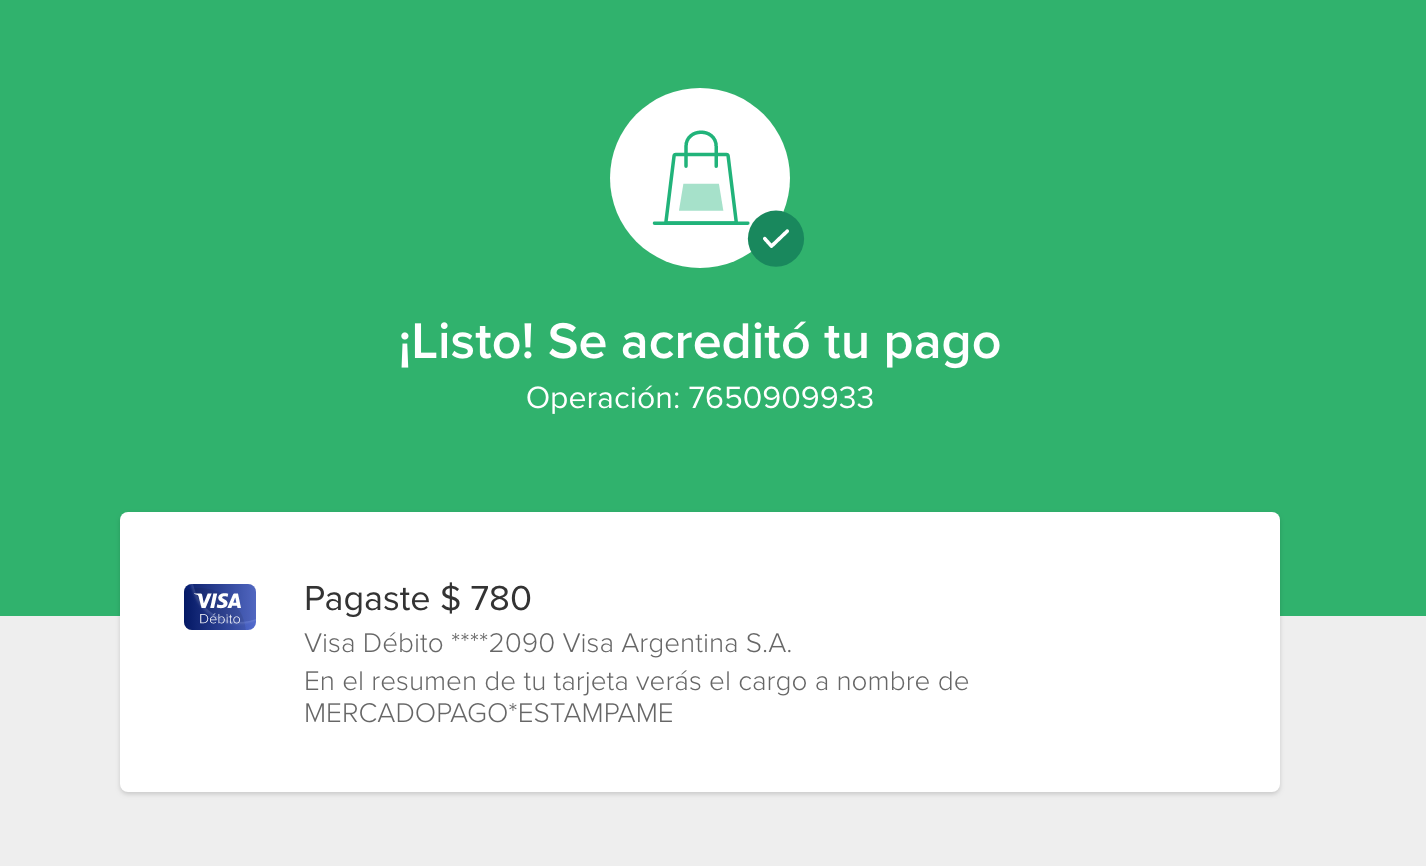 ¡Listo! Se acreditó tu pago
Operación: 7650909933
VISA
Débito
Pagaste $ 780
Visa Débito ****2090 Visa Argentina S.A.
En el resumen de tu tarjeta verás el cargo a nombre de
MERCADOPAGO*ESTAMPAME